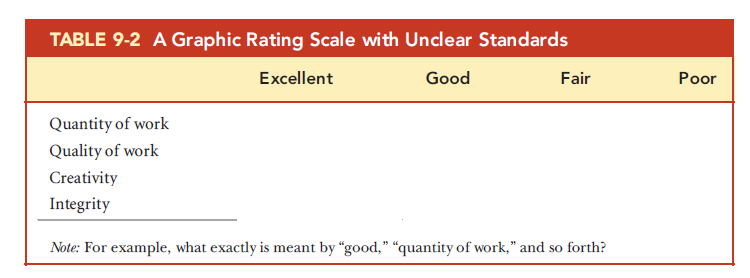 TABLE 9-2 A Graphic Rating Scale with Unclear Standards
Excellent Good Fair Poor
Quantity of work
Quality of work
Creativity
Integrity
Note: For example, what exactly is meant by “good,” “quantity of work,” and so forth?